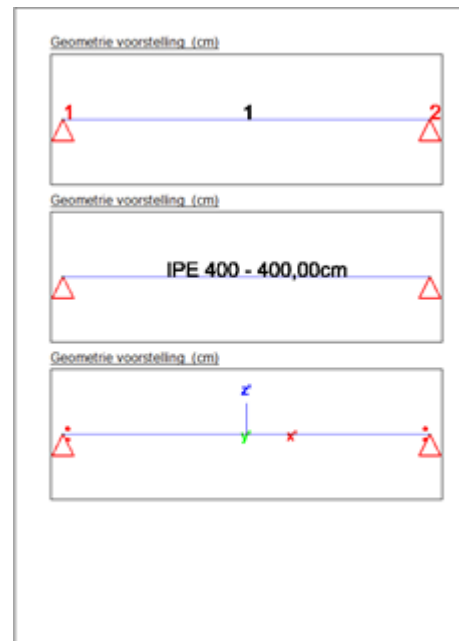 Geometrie voorstelling (cm)
1 1 2
Geometrie voorstelling (cm)
IPE 400 - 400,00cm
Geometrie voorstelling (cm)
z'
y' x'